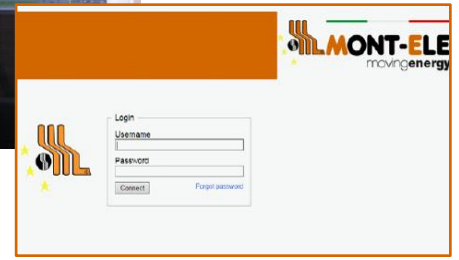 MONT-ELE
movingenergy
Login
Username
Password
Connect Forgot password